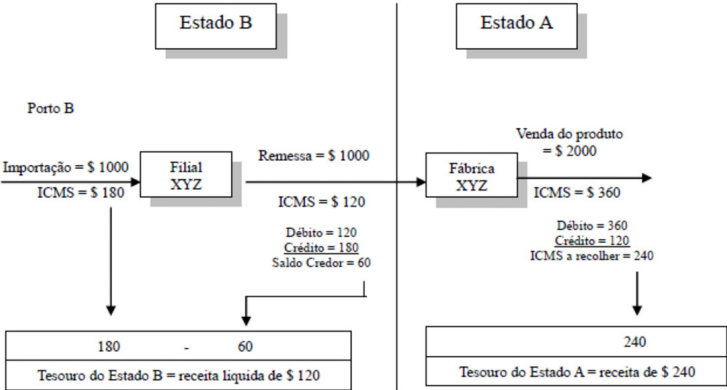 Estado B
Estado A
Porto B
Importação = $ 1000
ICMS = $ 180
Filial
XYZ
Remessa = $ 1000
ICMS = $ 120
Débito = 120
Crédito = 180
Saldo Credor = 60
Fábrica
XYZ
Venda do produto
= $ 2000
ICMS = $ 360
Débito = 360
Crédito = 120
ICMS a recolher = 240
180 - 60
Tesouro do Estado B = receita líquida de $ 120
240
Tesouro do Estado A = receita de $ 240